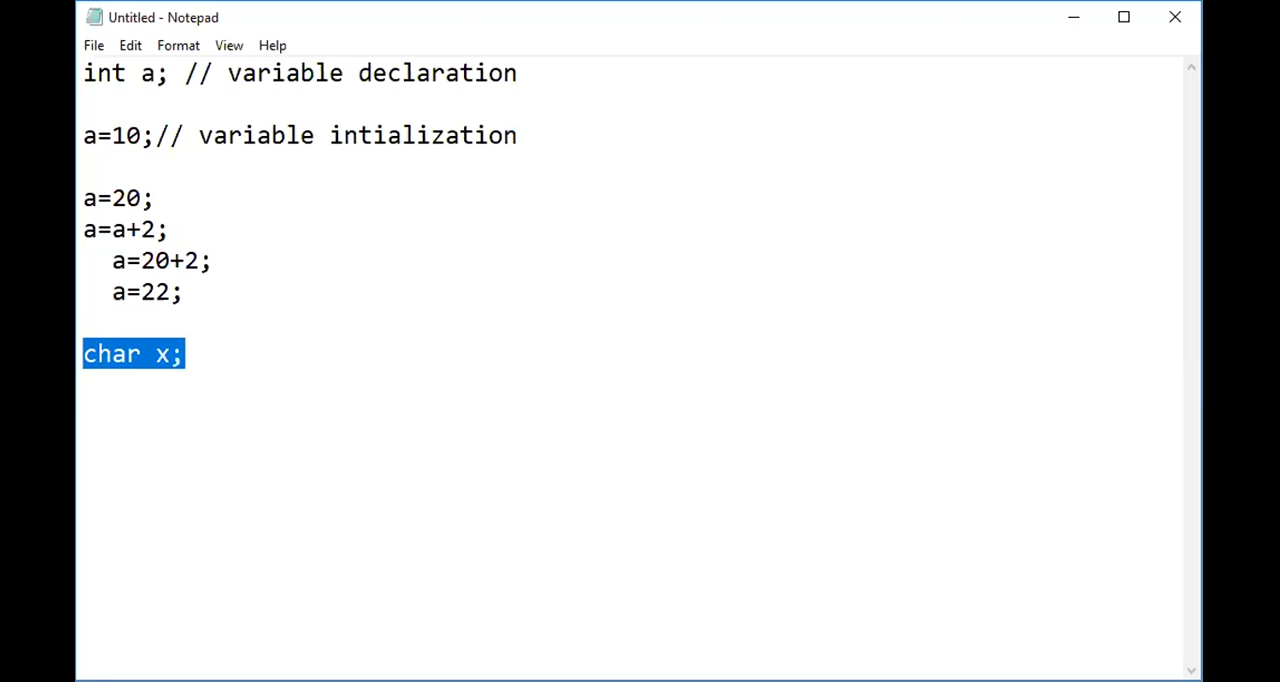 Untitled - Notepad
File Edit Format View Help
int a; // variable declaration
a=10;// variable intialization
a=20;
a=a+2;
a=20+2;
a=22;
char x;